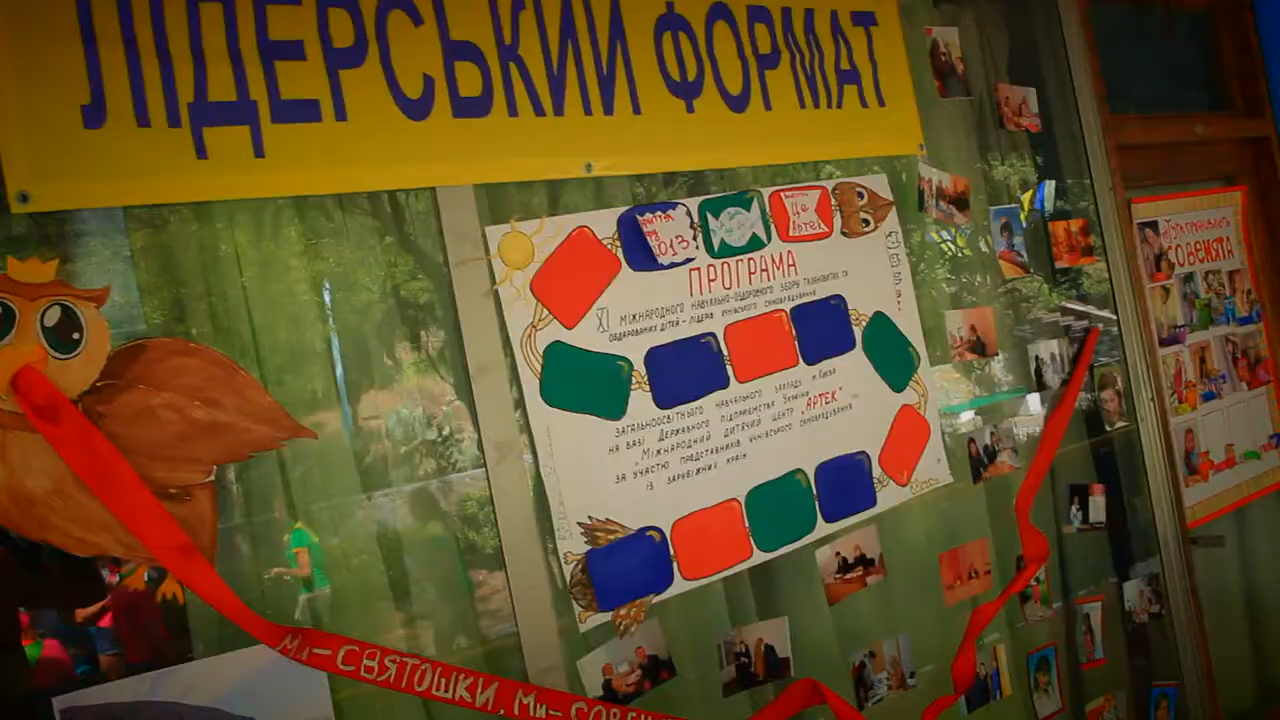 ЛІДЕРСЬКИЙ ФОРМАТ
013
Це
Артек
ПРОГРАМА
XI МІЖНАРОДНОГО НАВЧАЛЬНО-ОЗДОРОВЧОГО ЗБОРУ ТАЛАНОВИТИХ ТА
ОБДАРОВАНИХ ДІТЕЙ - ЛІДЕРІВ УЧНІВСЬКОГО САМОВРЯДУВАННЯ
ЗАГАЛЬНООСВІТНЬОГО НАВЧАЛЬНОГО ЗАКЛАДУ М. КИЄВА
НА БАЗІ ДЕРЖАВНОГО ПІДПРИЄМСТВА УКРАЇНИ
"МІЖНАРОДНИЙ ДИТЯЧИЙ ЦЕНТР „АРТЕК"
ЗА УЧАСТЮ ПРЕДСТАВНИКІВ УЧНІВСЬКОГО САМОВРЯДУВАННЯ
ІЗ ЗАРУБІЖНИХ КРАЇН
СОВЕНЯТА
Ми-СВЯТОШКИ, Ми-